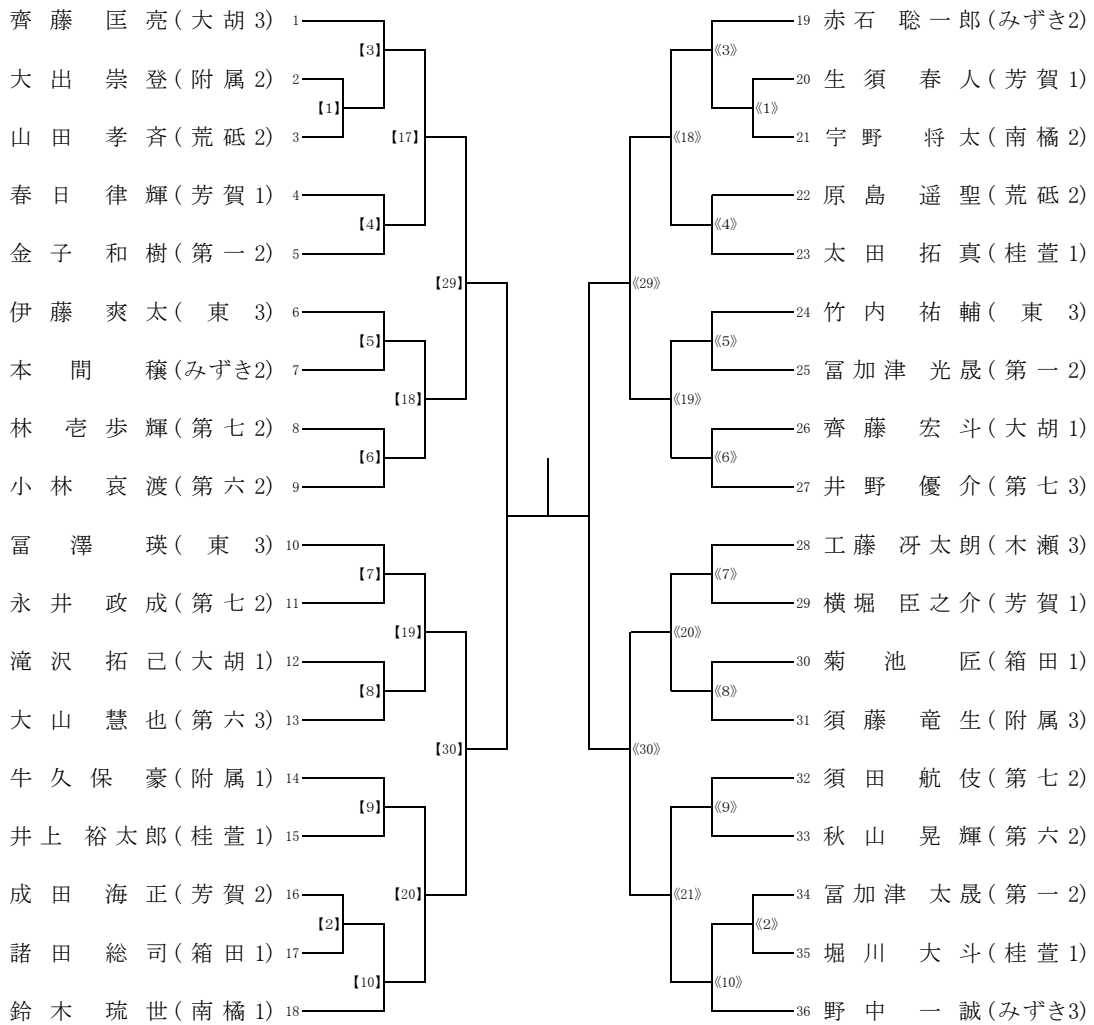 齊藤 匡亮(大胡3) 1
【3】
大出 崇登(附属2) 2
【1】
山田 孝斉(荒砥2) 3
【17】
春日 律輝(芳賀1) 4
【4】
金子 和樹(第一2) 5
【29】
伊藤 爽太(東3) 6
【5】
本間 穣(みずき2) 7
【18】
林 壱歩輝(第七2) 8
【6】
小林 哀渡(第六2) 9
冨澤 瑛(東3) 10
【7】
永井 政成(第七2) 11
【19】
滝沢 拓己(大胡1) 12
【8】
大山 慧也(第六3) 13
【30】
牛久保 豪(附属1) 14
【9】
井上 裕太郎(桂萱1) 15
成田 海正(芳賀2) 16
【20】
【2】
諸田 総司(箱田1) 17
【10】
鈴木 琉世(南橘1) 18
19 赤石 聡一郎(みずき2)
《3》
20 生須 春人(芳賀1)
《1》
21 宇野 将太(南橘2)
《18》
22 原島 遥聖(荒砥2)
《4》
23 太田 拓真(桂萱1)
《29》
24 竹内 祐輔(東3)
《5》
25 冨加津 光晟(第一2)
《19》
26 齊藤 宏斗(大胡1)
《6》
27 井野 優介(第七3)
28 工藤 冴太朗(木瀬3)
《7》
29 横堀 臣之介(芳賀1)
《20》
30 菊池 匠(箱田1)
《8》
31 須藤 竜生(附属3)
《30》
32 須田 航伎(第七2)
《9》
33 秋山 晃輝(第六2)
34 冨加津 太晟(第一2)
《21》
《2》
35 堀川 大斗(桂萱1)
《10》
36 野中 一誠(みずき3)